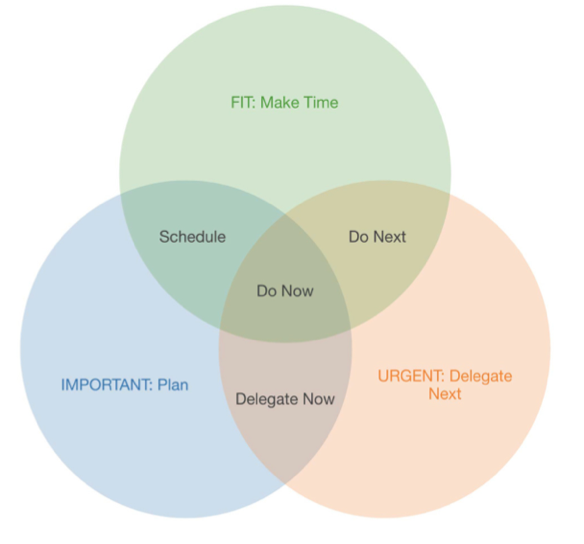 FIT: Make Time
Schedule
Do Next
Do Now
IMPORTANT: Plan
URGENT: Delegate
Next
Delegate Now